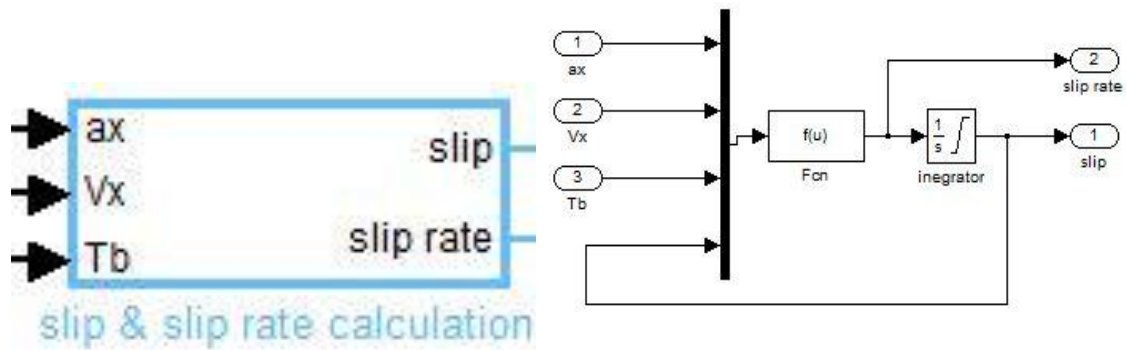 ax
slip
Vx
slip rate
Tb
slip & slip rate calculation
1
ax
2
Vx
3
Tb
f(u)
Fcn
1
s
inegrator
2
slip rate
1
slip